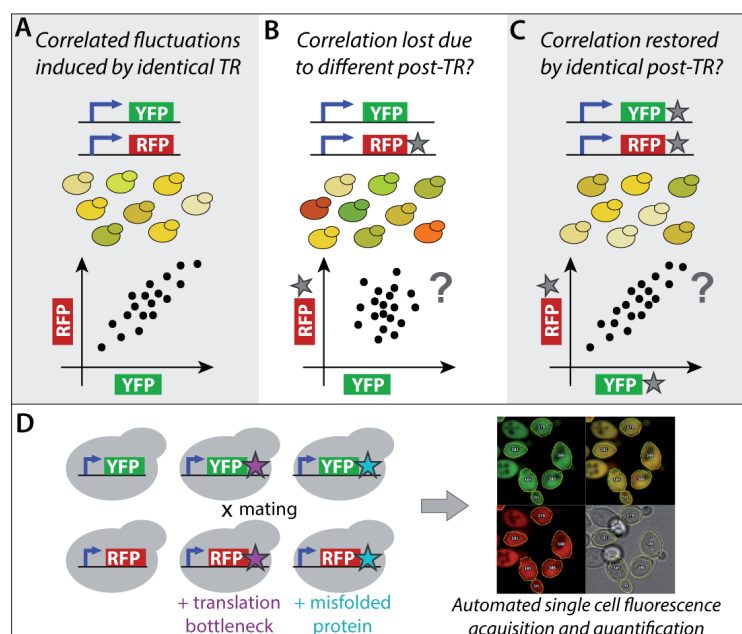 A
Correlated fluctuations
induced by identical TR
YFP
RFP
RFP
YFP
B
Correlation lost due
to different post-TR?
YFP
RFP
RFP
?
YFP
C
Correlation restored
by identical post-TR?
YFP
RFP
RFP
?
YFP
D
YFP
YFP
YFP
x mating
RFP
RFP
RFP
+ translation
bottleneck
+ misfolded
protein
Automated single cell fluorescence
acquisition and quantification